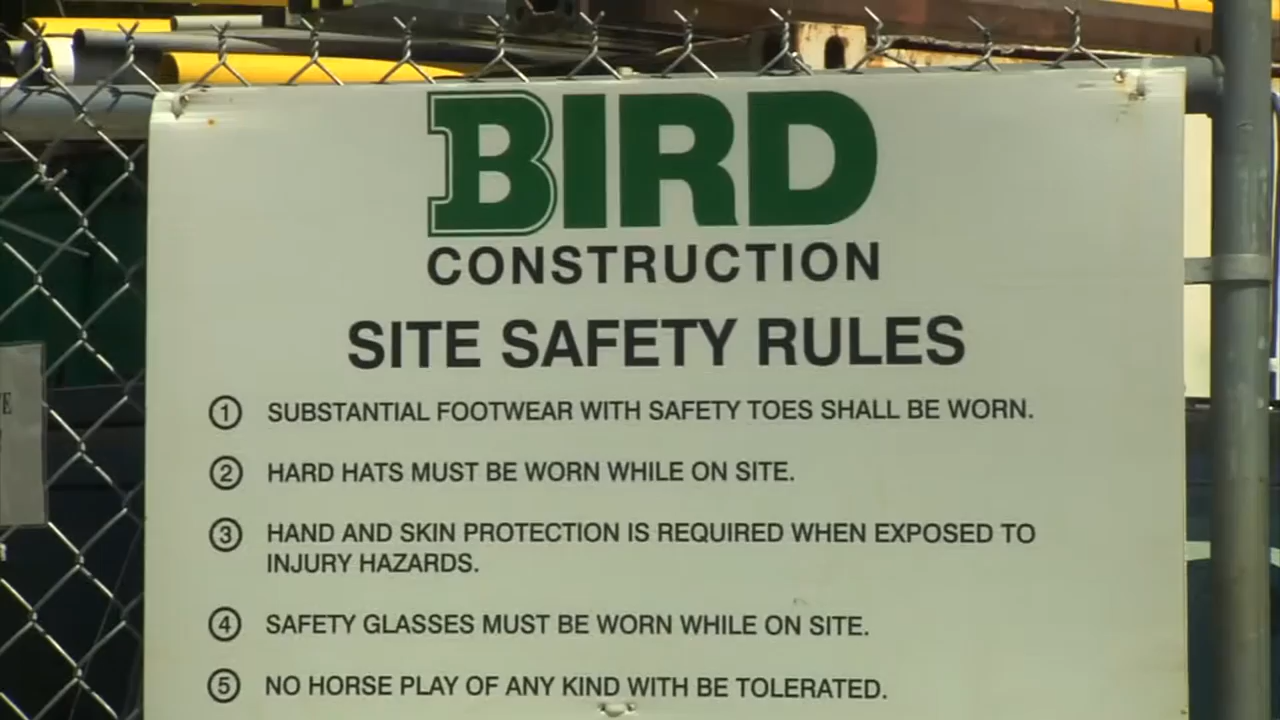 BIRD
CONSTRUCTION
SITE SAFETY RULES
1 SUBSTANTIAL FOOTWEAR WITH SAFETY TOES SHALL BE WORN.
2 HARD HATS MUST BE WORN WHILE ON SITE.
3 HAND AND SKIN PROTECTION IS REQUIRED WHEN EXPOSED TO
INJURY HAZARDS.
4 SAFETY GLASSES MUST BE WORN WHILE ON SITE.
5 NO HORSE PLAY OF ANY KIND WITH BE TOLERATED.